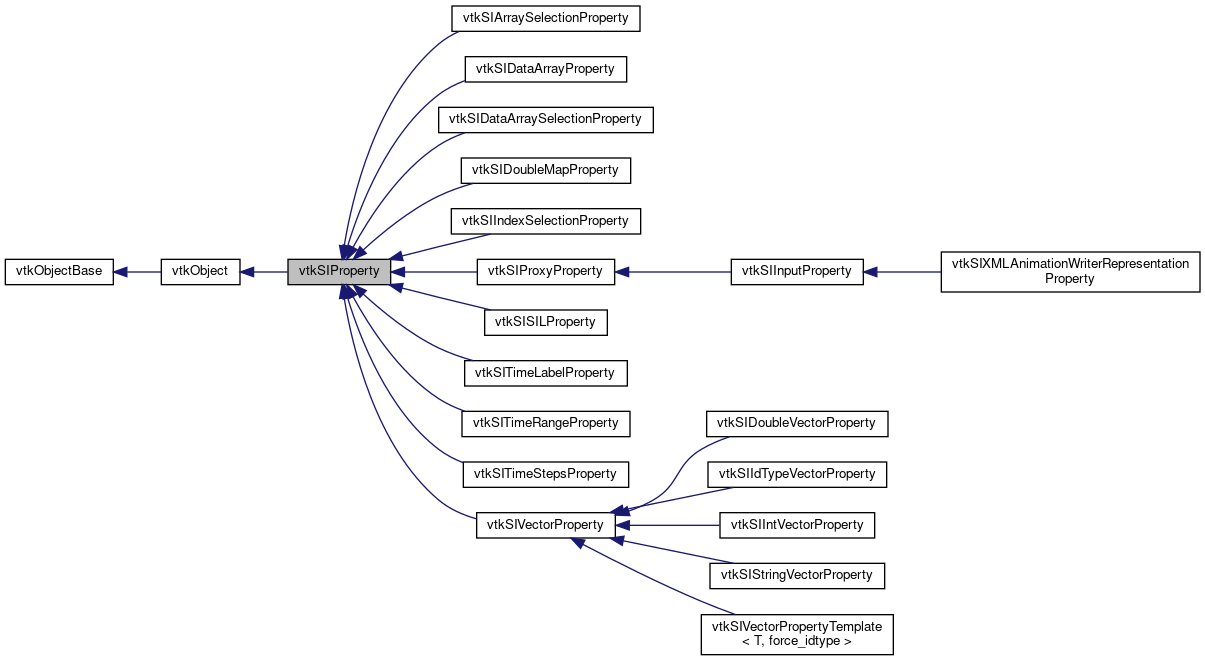 vtkSIArraySelectionProperty
vtkSIDataArrayProperty
vtkSIDataArraySelectionProperty
vtkSIDoubleMapProperty
vtkSIIndexSelectionProperty
vtkObjectBase
vtkObject
vtkSIProperty
vtkSIProxyProperty
vtkSIInputProperty
vtkSIXMLAnimationWriterRepresentation
Property
vtkSISILProperty
vtkSITimeLabelProperty
vtkSITimeRangeProperty
vtkSITimeStepsProperty
vtkSIVectorProperty
vtkSIDoubleVectorProperty
vtkSIIdTypeVectorProperty
vtkSIIntVectorProperty
vtkSIStringVectorProperty
vtkSIVectorPropertyTemplate
< T, force_idtype >